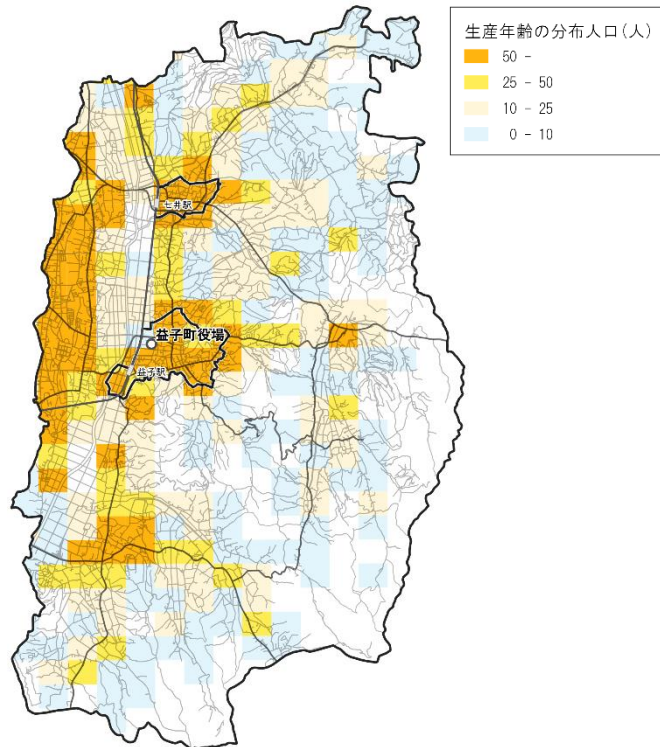 生産年齢の分布人口(人)
50 -
25 - 50
10 - 25
0 - 10
七井駅
益子町役場
益子駅